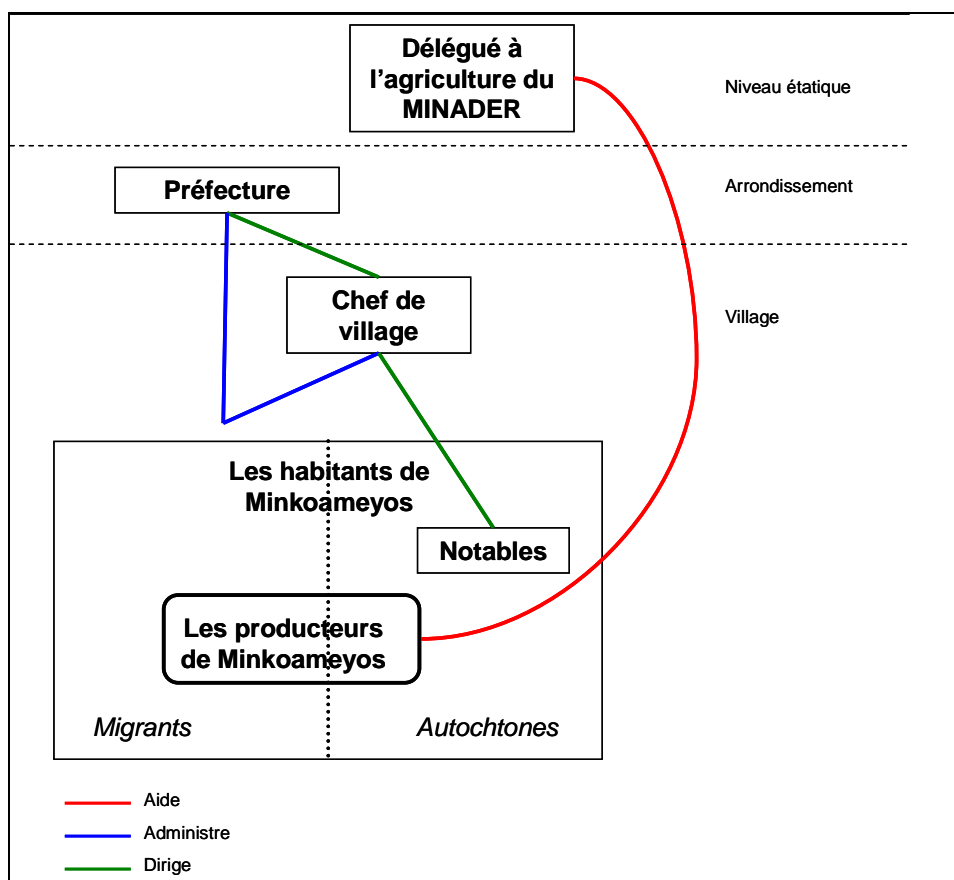 Délégué à
l'agriculture du
MINADER
Niveau étatique
Préfecture
Arrondissement
Chef de
village
Village
Les habitants de
Minkoameyos
Notables
Les producteurs
de Minkoameyos
Migrants
Autochtones
Aide
Administre
Dirige